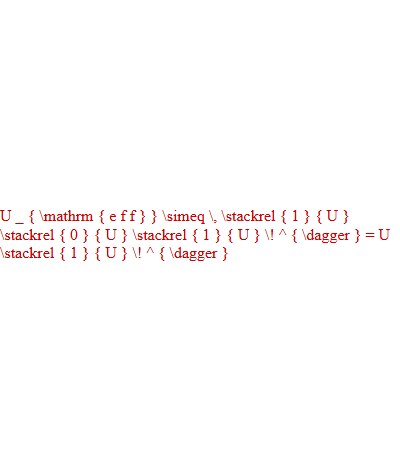 U _ { \mathrm { e f f } } \simeq \, \stackrel { 1 } { U }
\stackrel { 0 } { U } \stackrel { 1 } { U } \! ^ { \dagger } = U
\stackrel { 1 } { U } \! ^ { \dagger }